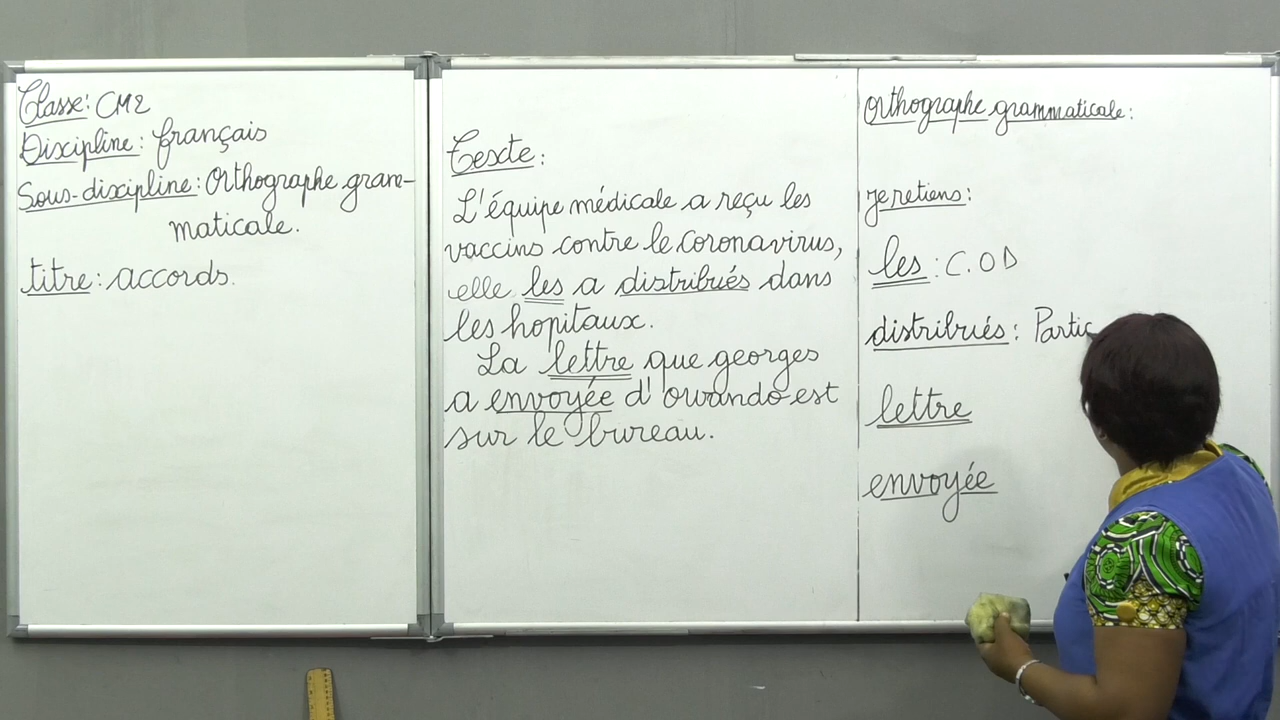 Classe: CM2
Discipline: français
Sous-discipline: Orthographe gram-
maticale.
titre: accords.
Texte:
L'équipe médicale a reçu les
vaccins contre le coronavirus,
elle les a distribués dans
les hopitaux.
La lettre que georges
a envoyée d'Owando est
sur le bureau.
Orthographe grammaticale:
je retiens:
les: C.OD
distribués: Partic
lettre
envoyée